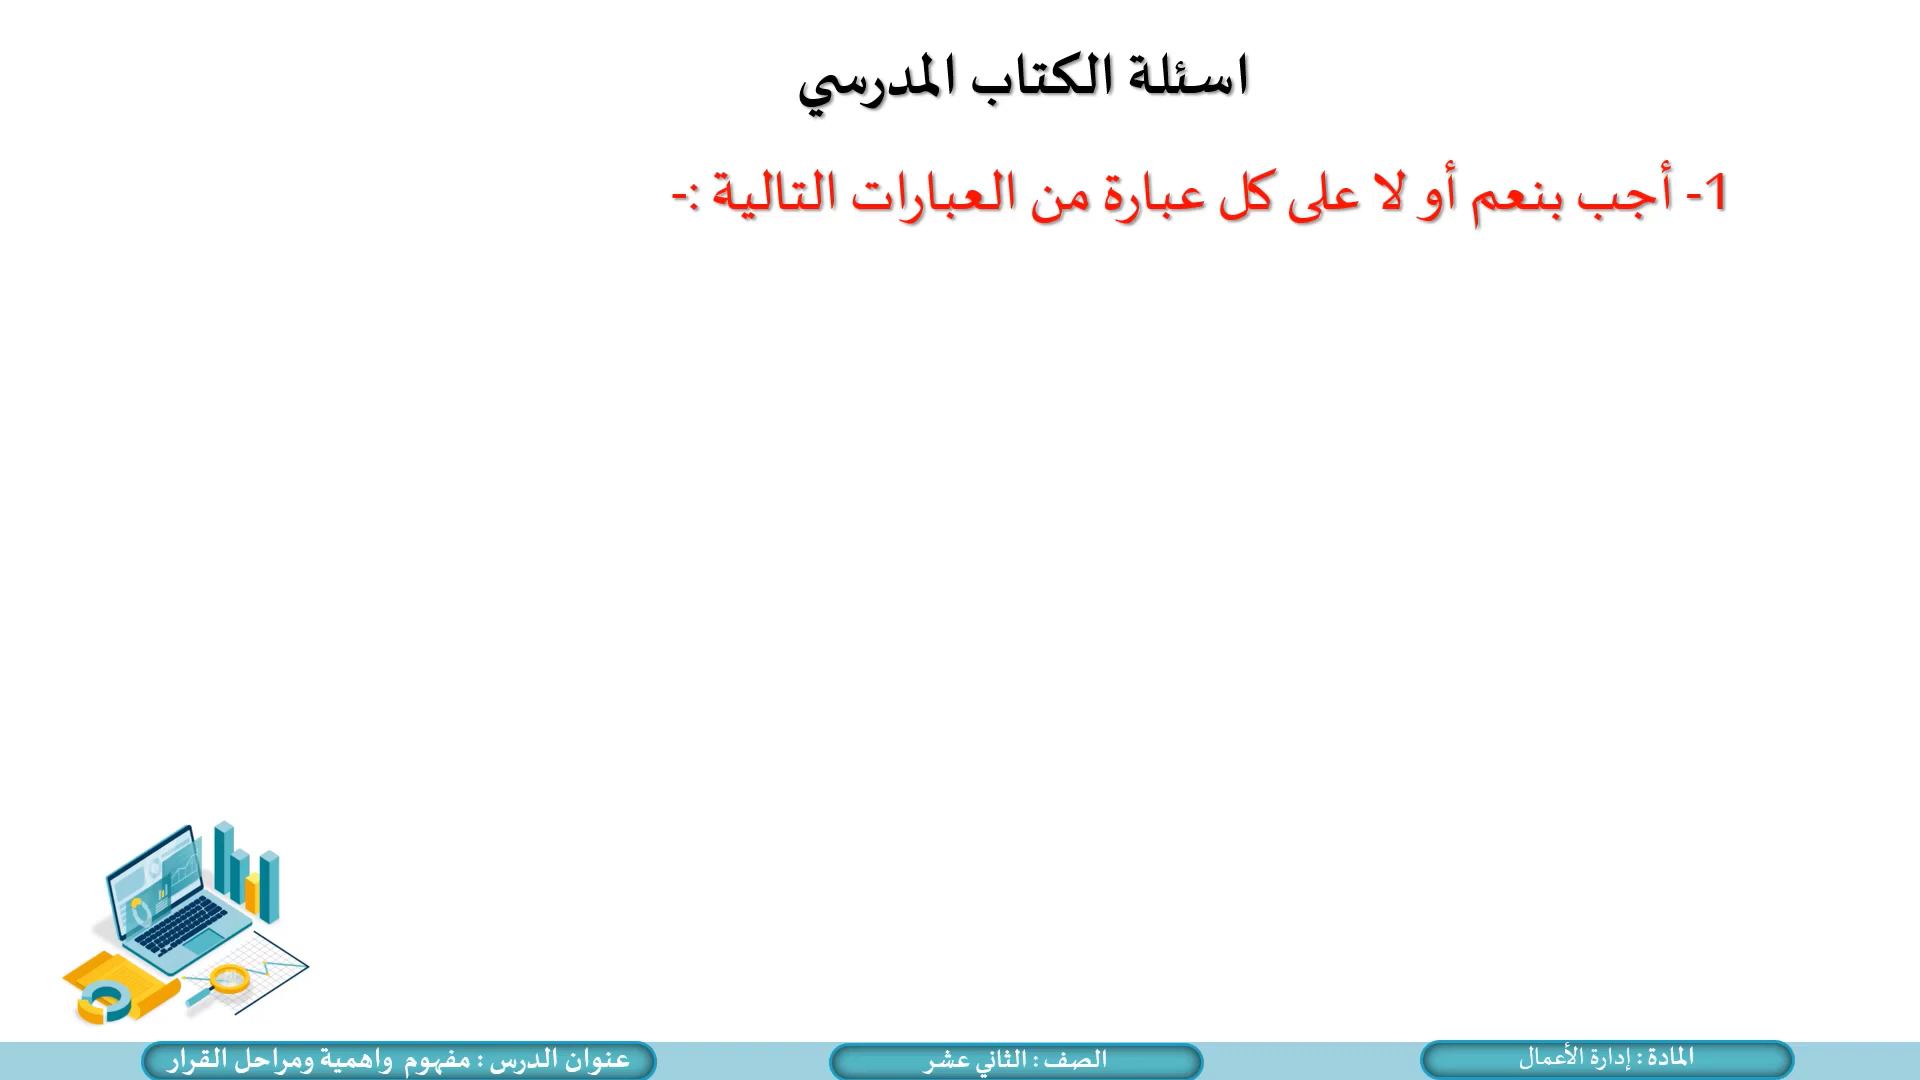 اسئلة الكتاب المدرسي
1- أجب بنعم أو لا على كل عبارة من العبارات التالية :-
المادة : إدارة الأعمال
الصف : الثاني عشر
عنوان الدرس : مفهوم واهمية ومراحل القرار